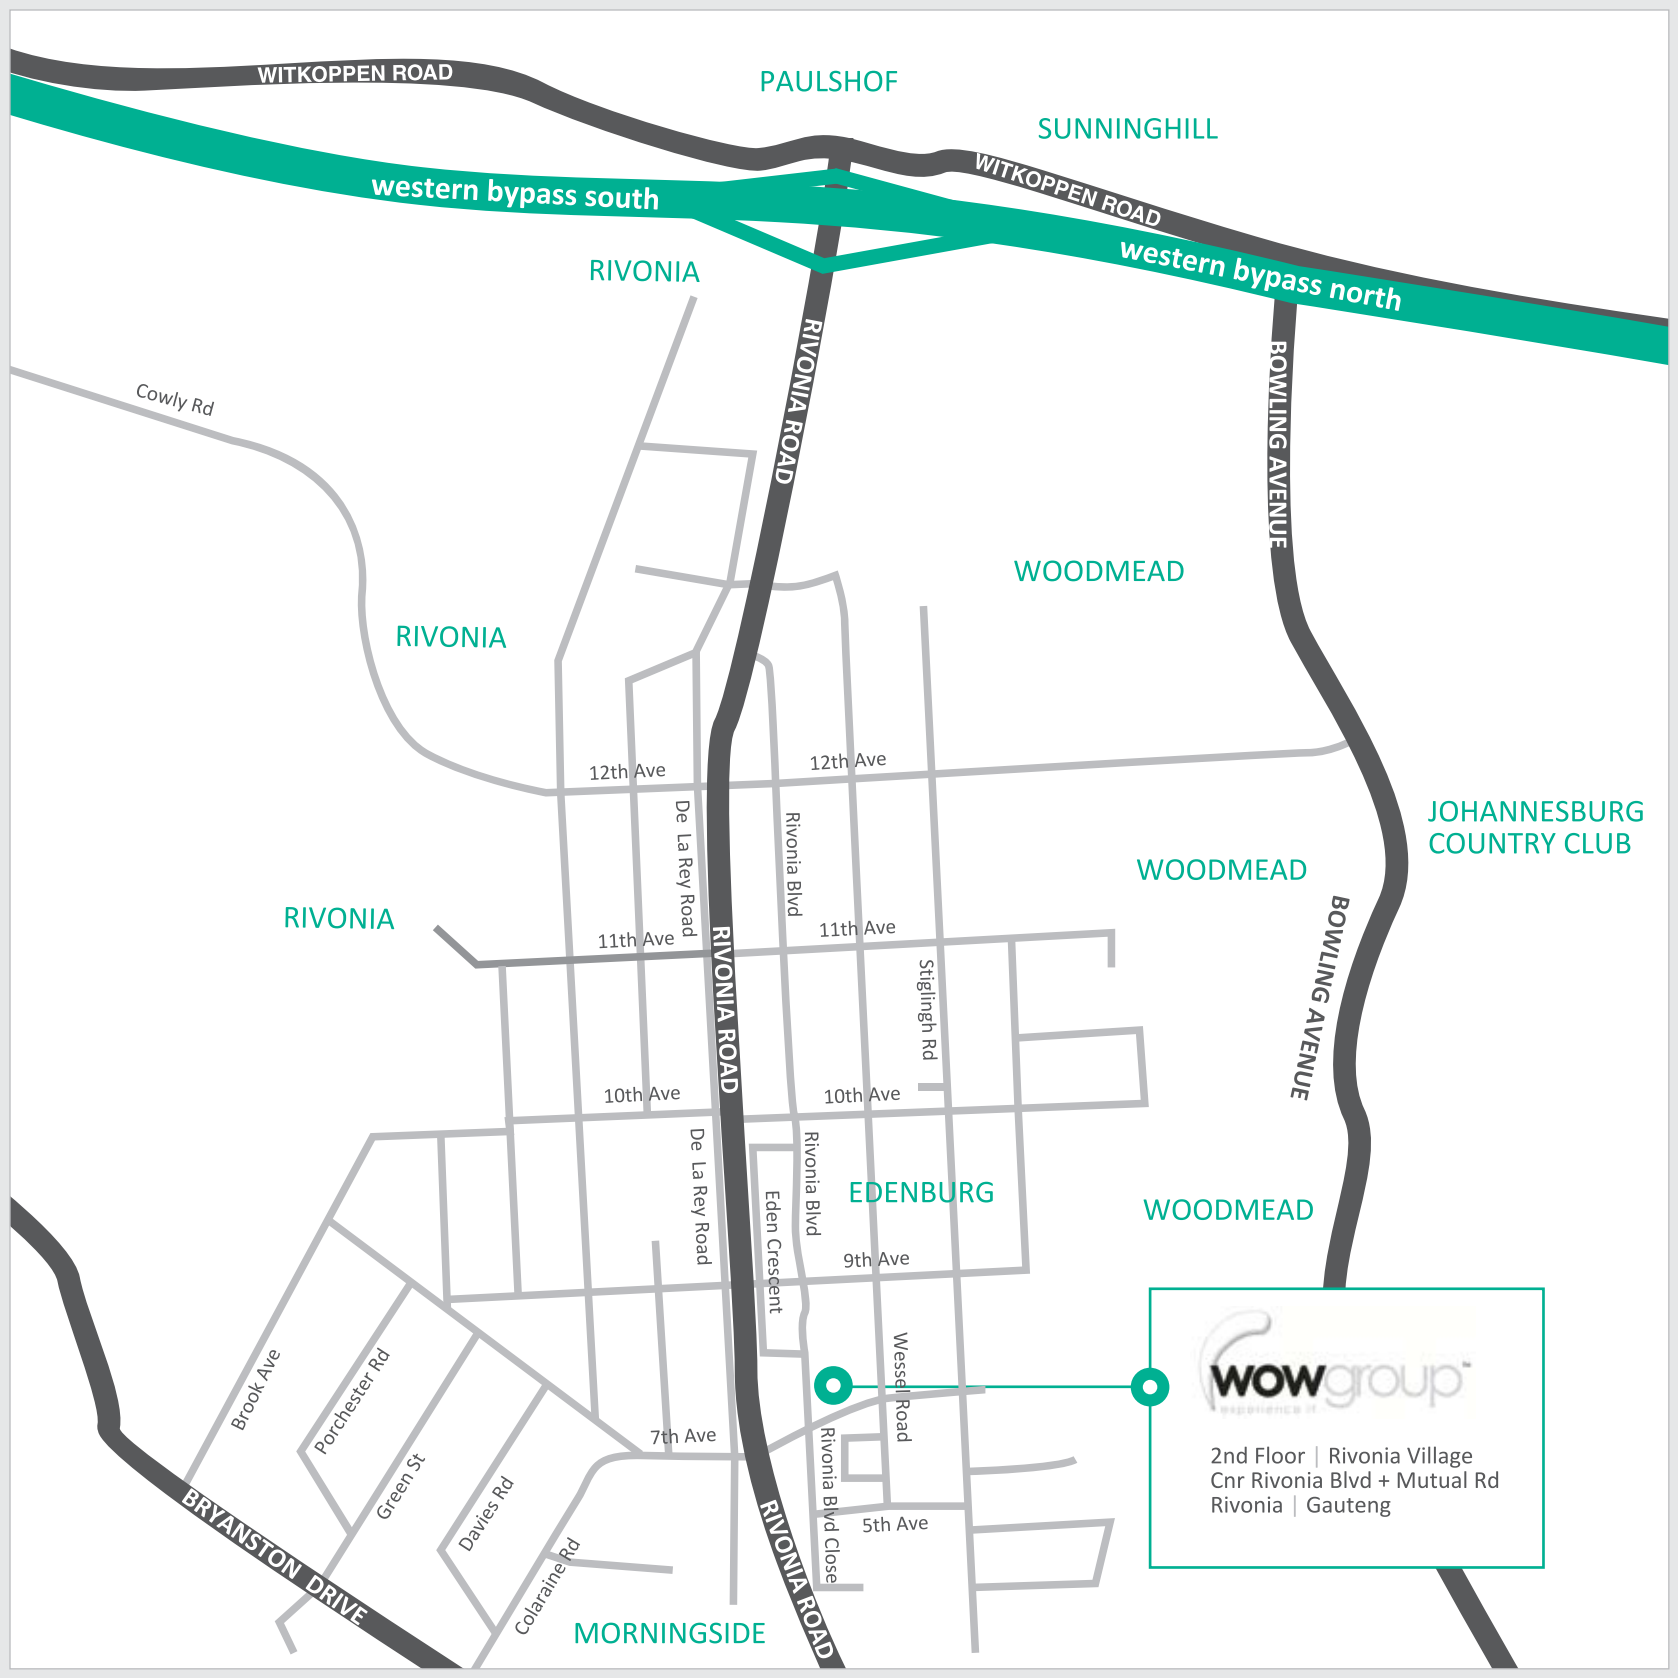 WITKOPPEN ROAD
PAULSHOF
SUNNINGHILL
WITKOPPEN ROAD
western bypass south
western bypass north
RIVONIA
RIVONIA ROAD
BOWLING AVENUE
Cowly Rd
WOODMEAD
RIVONIA
12th Ave
12th Ave
De La Rey Road
Rivonia Blvd
JOHANNESBURG
COUNTRY CLUB
WOODMEAD
RIVONIA
11th Ave
11th Ave
RIVONIA ROAD
Stiglingh Rd
BOWLING AVENUE
10th Ave
10th Ave
De La Rey Road
Rivonia Blvd
Eden Crescent
EDENBURG
WOODMEAD
9th Ave
Wessel Road
Brook Ave
Porchester Rd
Green St
Davies Rd
Colaraine Rd
7th Ave
Rivonia Blvd Close
5th Ave
BRYANSTON DRIVE
RIVONIA ROAD
MORNINGSIDE
wowgroup™
experience it
2nd Floor | Rivonia Village
Cnr Rivonia Blvd + Mutual Rd
Rivonia | Gauteng